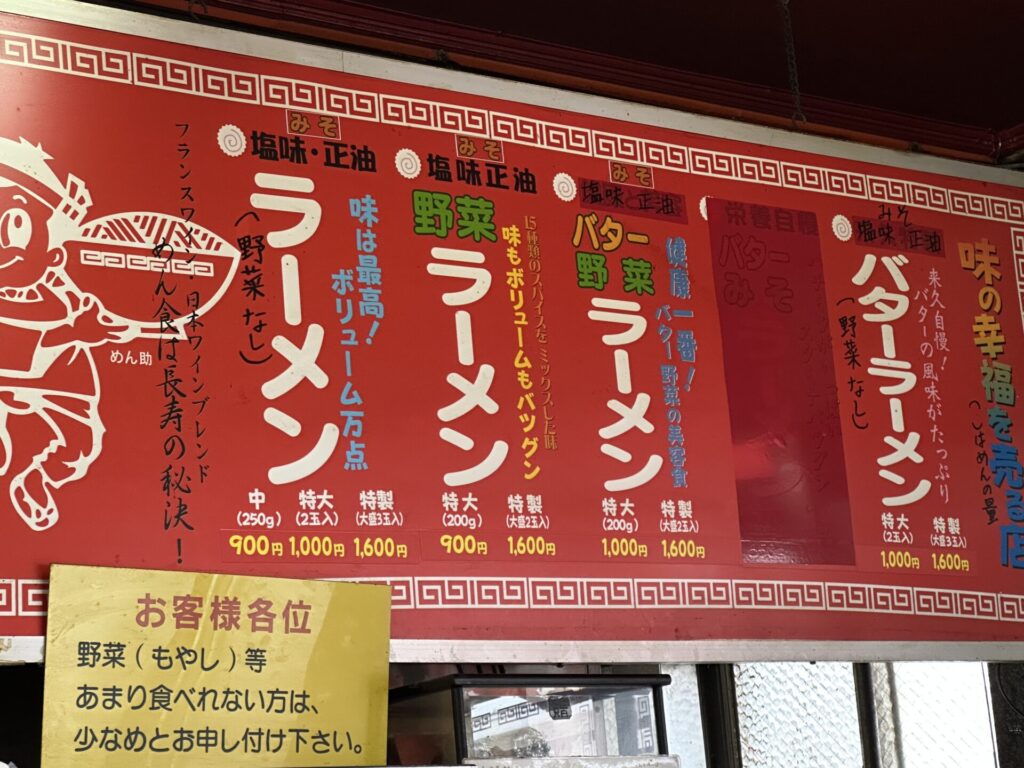 フランスワイン・日本ワインブレンド
めん食は長寿の秘決!
めん助
みそ
塩味・正油
ラーメン
(野菜なし)
味は最高!
ボリューム万点
中
(250g)
900円
特大
(2玉入)
1,000円
特製
(大盛3玉入)
1,600円
みそ
塩味正油
野菜
ラーメン
15種類のスパイスをミックスした味
味もボリュームもバツグン
特大
(200g)
900円
特製
(大盛2玉入)
1,600円
みそ
塩味と正油
バター
野菜
ラーメン
健康一番!
バター野菜の美容食
特大
(200g)
1,000円
特製
(大盛2玉入)
1,600円
栄養自慢
バター
みそ
みそ
塩味 正油
バターラーメン
(野菜なし)
来久自慢!
バターの風味がたっぷり
特大
(2玉入)
1,000円
特製
(大盛3玉入)
1,600円
味の幸福を売る店
お客様各位
野菜(もやし)等
あまり食べれない方は、
少なめとお申し付け下さい。